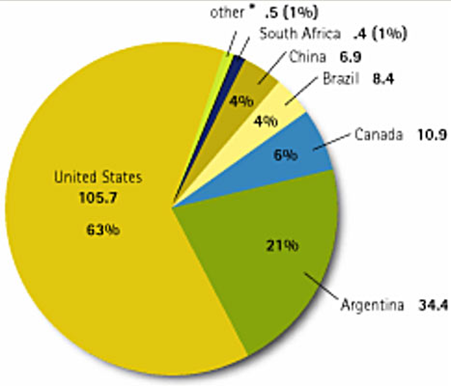 other * .5 (1%)
South Africa .4 (1%)
China 6.9
Brazil 8.4
4%
4%
Canada 10.9
6%
United States
105.7
63%
21%
Argentina 34.4